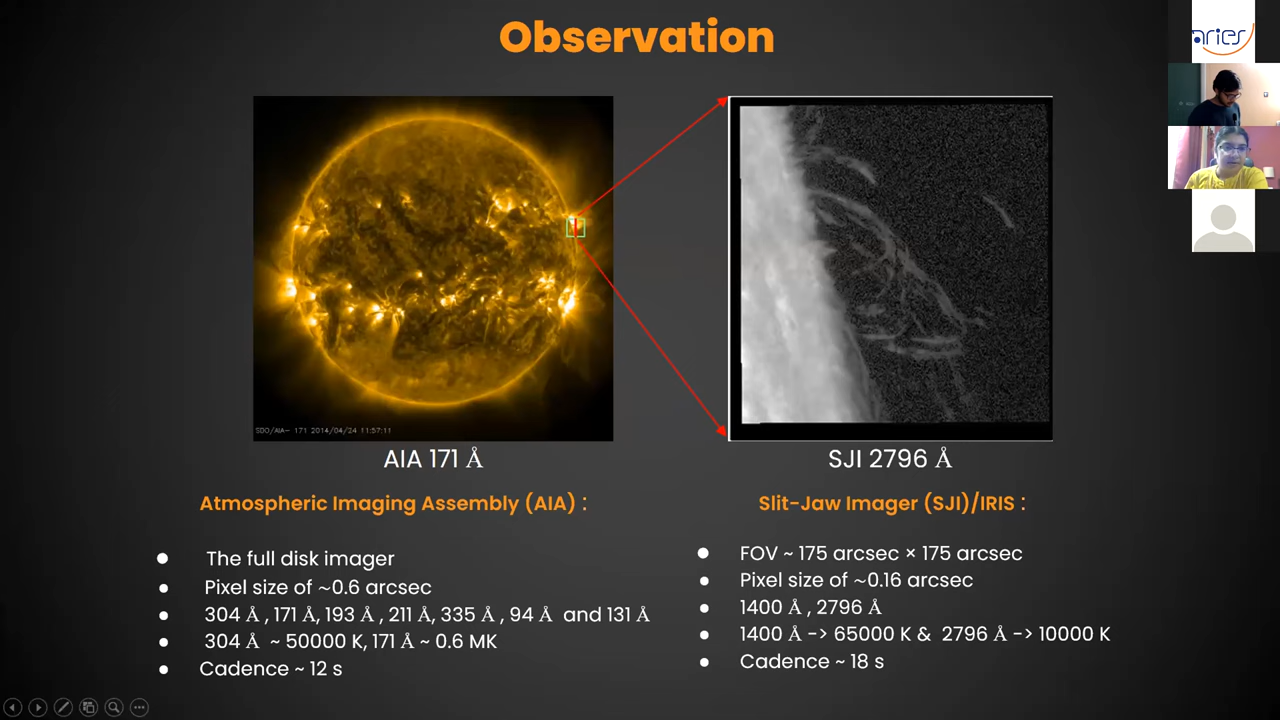 Observation
aries
SDO/AIA- 171 2014/04/24 11:57:11
AIA 171 Å
SJI 2796 Å
Atmospheric Imaging Assembly (AIA) :
● The full disk imager
● Pixel size of ~0.6 arcsec
● 304 Å , 171 Å, 193 Å , 211 Å, 335 Å , 94 Å and 131 Å
● 304 Å ~ 50000 K, 171 Å ~ 0.6 MK
● Cadence ~ 12 s
Slit-Jaw Imager (SJI)/IRIS :
● FOV ~ 175 arcsec × 175 arcsec
● Pixel size of ~0.16 arcsec
● 1400 Å , 2796 Å
● 1400 Å -> 65000 K & 2796 Å -> 10000 K
● Cadence ~ 18 s